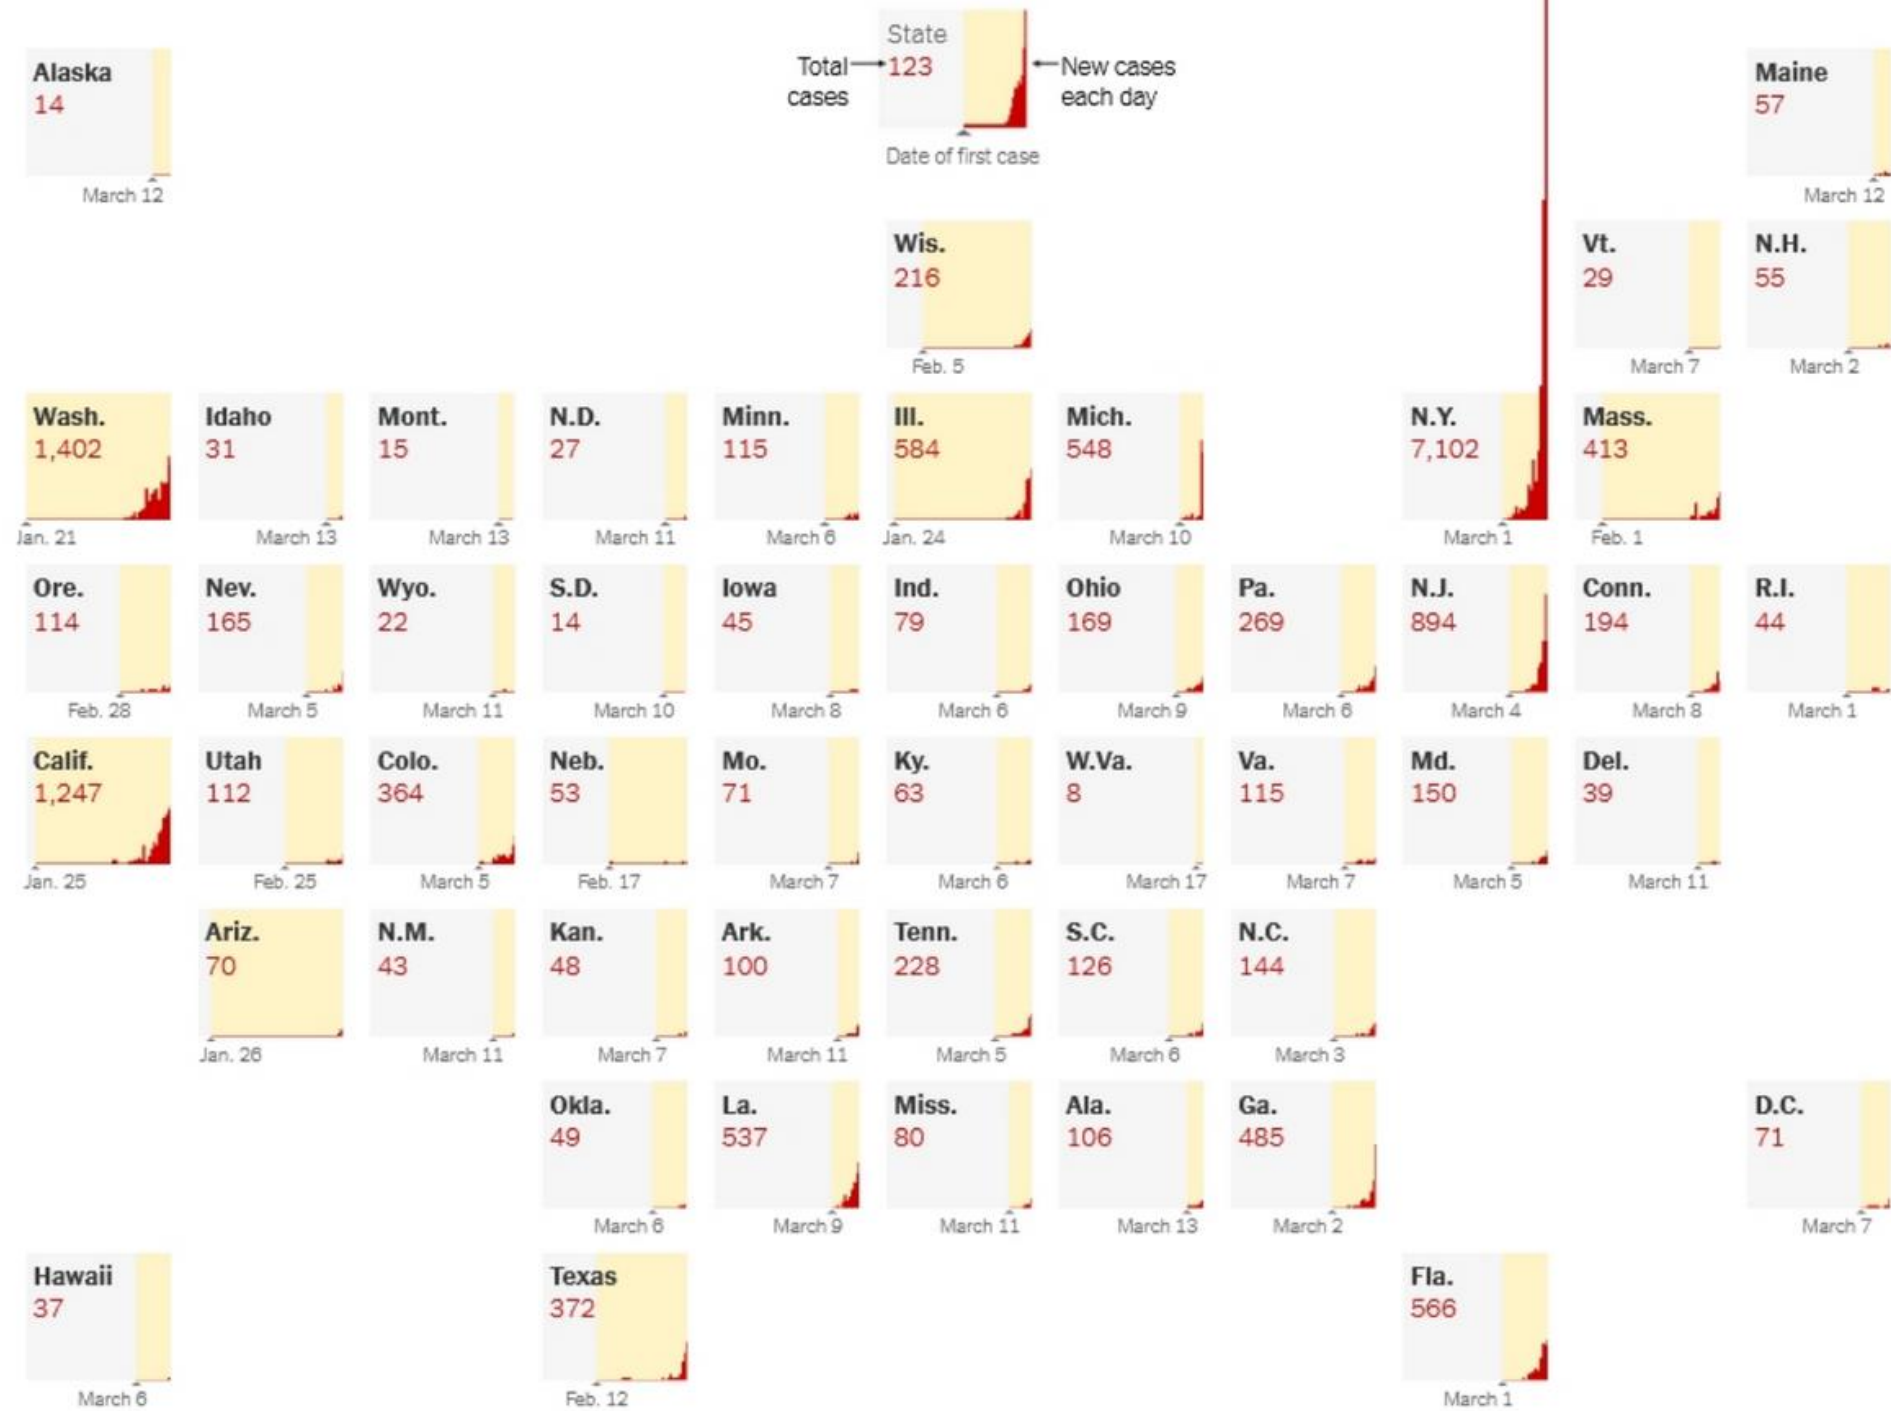 State
Total 123 New cases
cases each day
Date of first case
Alaska
14
March 12
Maine
57
March 12
Wis.
216
Feb. 5
Vt.
29
March 7
N.H.
55
March 2
Wash.
1,402
Jan. 21
Idaho
31
March 13
Mont.
15
March 13
N.D.
27
March 11
Minn.
115
March 6
Ill.
584
Jan. 24
Mich.
548
March 10
N.Y.
7,102
March 1
Mass.
413
Feb. 1
Ore.
114
Feb. 28
Nev.
165
March 5
Wyo.
22
March 11
S.D.
14
March 10
Iowa
45
March 8
Ind.
79
March 6
Ohio
169
March 9
Pa.
269
March 6
N.J.
894
March 4
Conn.
194
March 8
R.I.
44
March 1
Calif.
1,247
Jan. 25
Utah
112
Feb. 25
Colo.
364
March 5
Neb.
53
Feb. 17
Mo.
71
March 7
Ky.
63
March 6
W.Va.
8
March 17
Va.
115
March 7
Md.
150
March 5
Del.
39
March 11
Ariz.
70
Jan. 26
N.M.
43
March 11
Kan.
48
March 7
Ark.
100
March 11
Tenn.
228
March 5
S.C.
126
March 6
N.C.
144
March 3
Okla.
49
March 6
La.
537
March 9
Miss.
80
March 11
Ala.
106
March 13
Ga.
485
March 2
D.C.
71
March 7
Hawaii
37
March 6
Texas
372
Feb. 12
Fla.
566
March 1